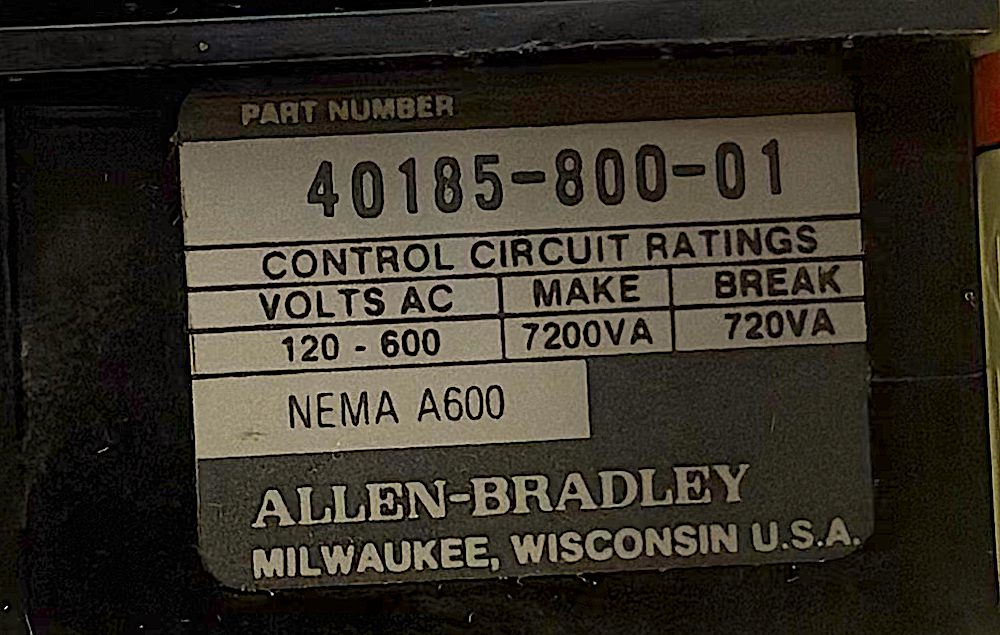 PART NUMBER
40185-800-01
CONTROL CIRCUIT RATINGS
VOLTS AC MAKE BREAK
120 - 600 7200VA 720VA
NEMA A600
ALLEN-BRADLEY
MILWAUKEE, WISCONSIN U.S.A.